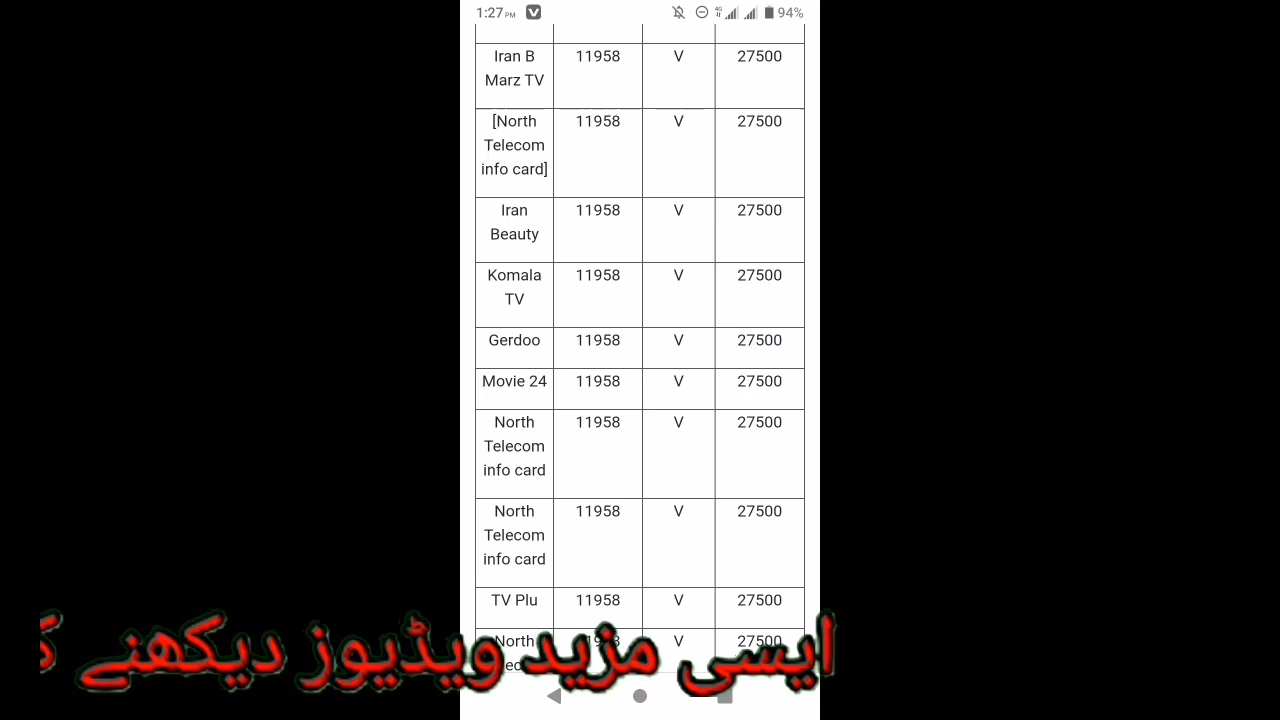 1:27 PM 94%
Iran B Marz TV 11958 V 27500
[North Telecom info card] 11958 V 27500
Iran Beauty 11958 V 27500
Komala TV 11958 V 27500
Gerdoo 11958 V 27500
Movie 24 11958 V 27500
North Telecom info card 11958 V 27500
North Telecom info card 11958 V 27500
TV Plu 11958 V 27500
North V 27500
ایسی مزید ویڈیوز دیکھنے